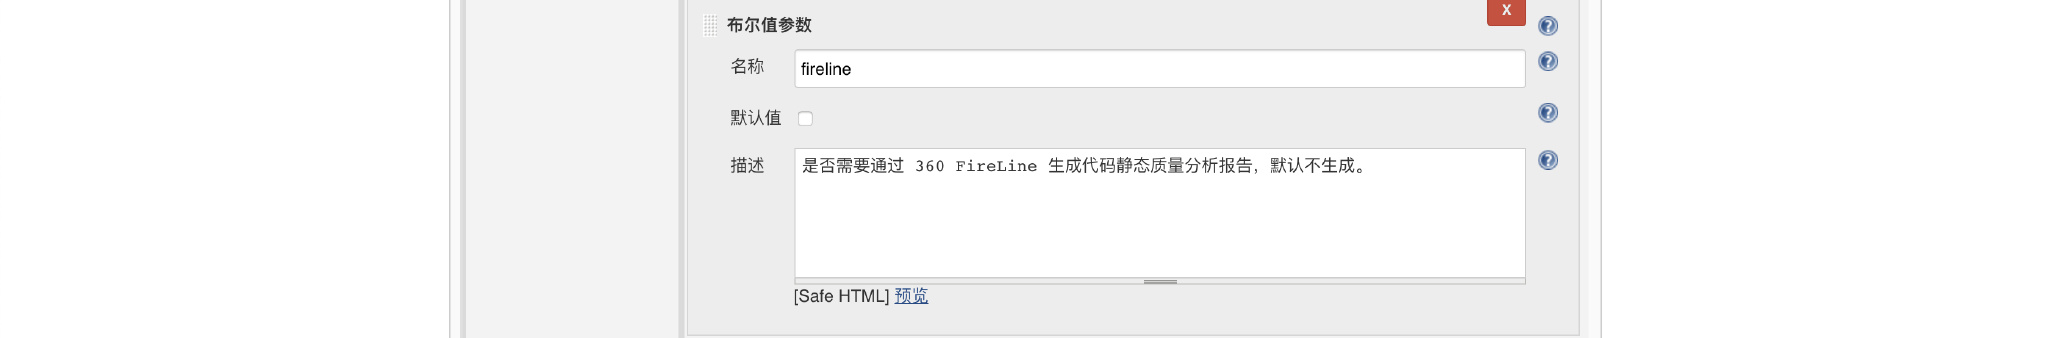 布尔值参数
X
名称
fireline
默认值
描述
是否需要通过 360 FireLine 生成代码静态质量分析报告，默认不生成。
[Safe HTML] 预览